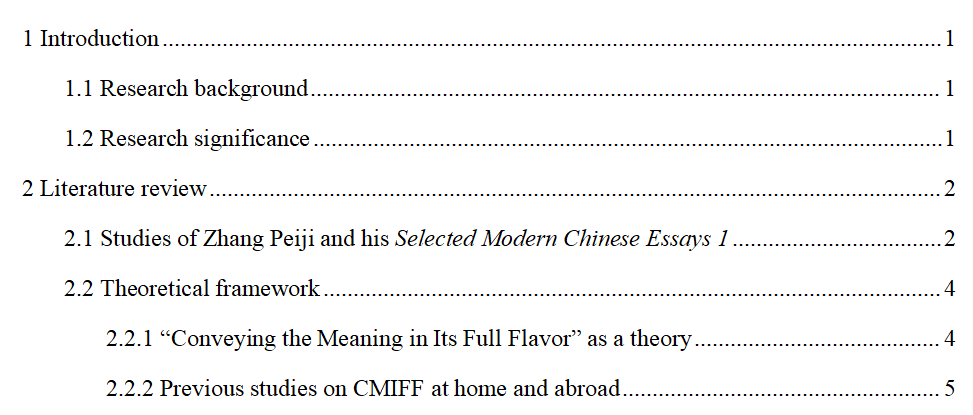 1 Introduction 1
1.1 Research background 1
1.2 Research significance 1
2 Literature review 2
2.1 Studies of Zhang Peiji and his Selected Modern Chinese Essays 1 2
2.2 Theoretical framework 4
2.2.1 “Conveying the Meaning in Its Full Flavor” as a theory 4
2.2.2 Previous studies on CMIFF at home and abroad 5